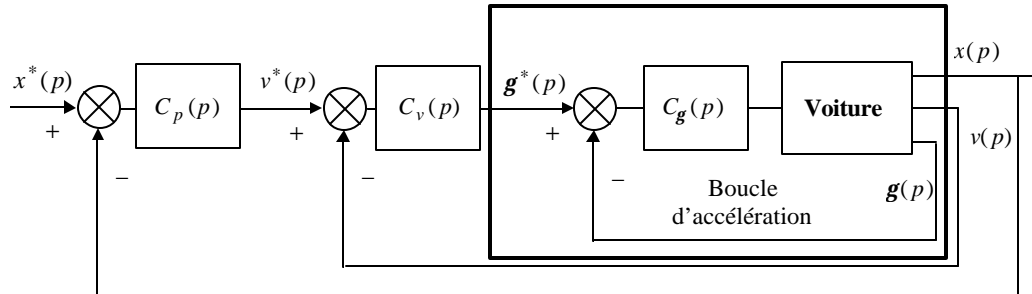 x*(p)
+
−
C_p(p)
v*(p)
+
−
C_v(p)
g*(p)
+
−
C_g(p)
Voiture
x(p)
v(p)
g(p)
Boucle
d'accélération